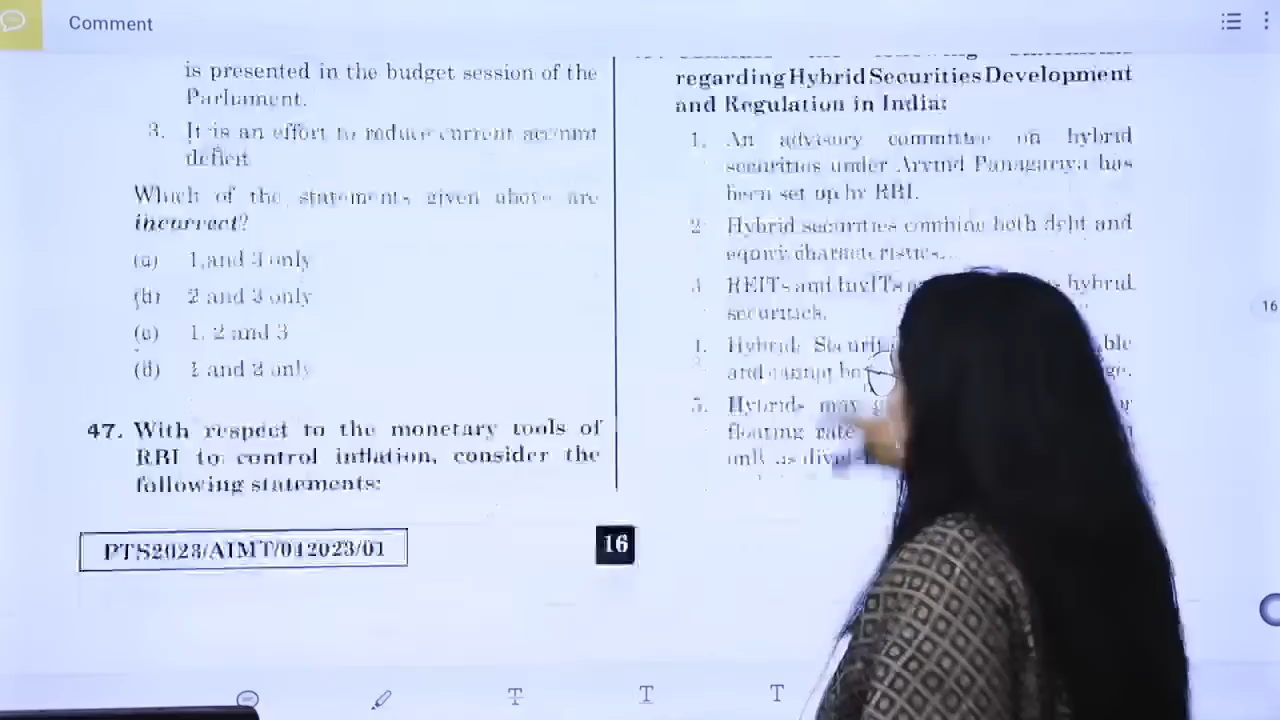 Comment
is presented in the budget session of the
Parliament.
3. It is an effort to reduce current account
deficit
Which of the statements given above are
incorrect?
(a) 1 and 3 only
(b) 2 and 3 only
(c) 1, 2 and 3
(d) 1 and 2 only
47. With respect to the monetary tools of
RBI to control inflation, consider the
following statements:
PTS2023/AIMT/042023/01
16
regarding Hybrid Securities Development
and Regulation in India:
1. An advisory committee on hybrid
securities under Arvind Panagariya has
been set up by RBI.
2. Hybrid securities combine both debt and
equity characteristics.
3. REITs and InvITs hybrid
securities.
4. Hybrid
and cannot be
5. Hybrids may
floating rate
16